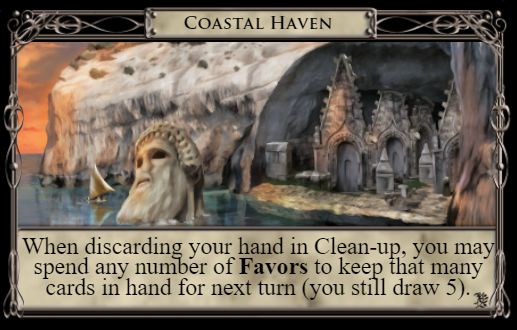 Coastal Haven
When discarding your hand in Clean-up, you may
spend any number of Favors to keep that many
cards in hand for next turn (you still draw 5).